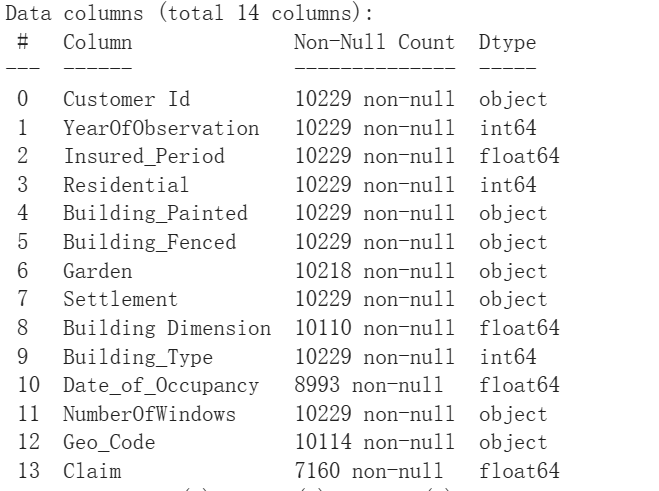 Data columns (total 14 columns):
 #   Column              Non-Null Count  Dtype
---  ------              --------------  -----
 0   Customer Id         10229 non-null  object
 1   YearOfObservation   10229 non-null  int64
 2   Insured_Period      10229 non-null  float64
 3   Residential         10229 non-null  int64
 4   Building_Painted    10229 non-null  object
 5   Building_Fenced     10229 non-null  object
 6   Garden              10218 non-null  object
 7   Settlement          10229 non-null  object
 8   Building Dimension  10110 non-null  float64
 9   Building_Type       10229 non-null  int64
 10  Date_of_Occupancy   8993 non-null   float64
 11  NumberOfWindows     10229 non-null  object
 12  Geo_Code            10114 non-null  object
 13  Claim               7160 non-null   float64